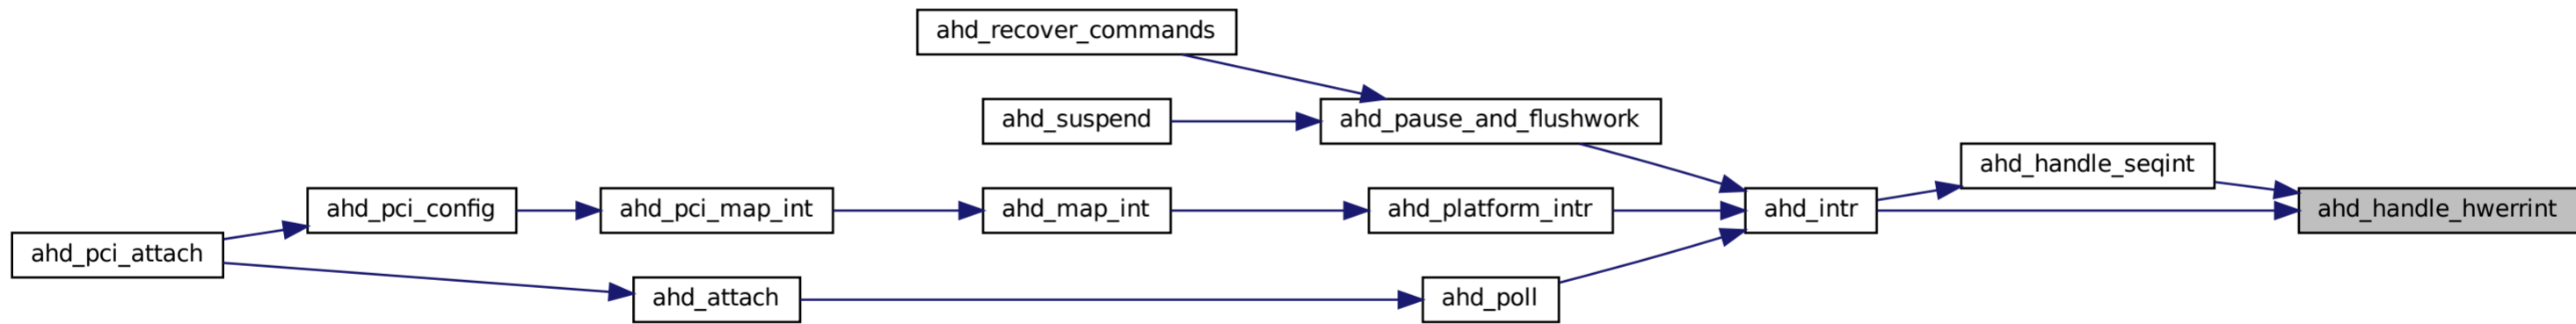 ahd_recover_commands
ahd_suspend
ahd_pause_and_flushwork
ahd_handle_seqint
ahd_pci_config
ahd_pci_map_int
ahd_map_int
ahd_platform_intr
ahd_intr
ahd_handle_hwerrint
ahd_pci_attach
ahd_attach
ahd_poll